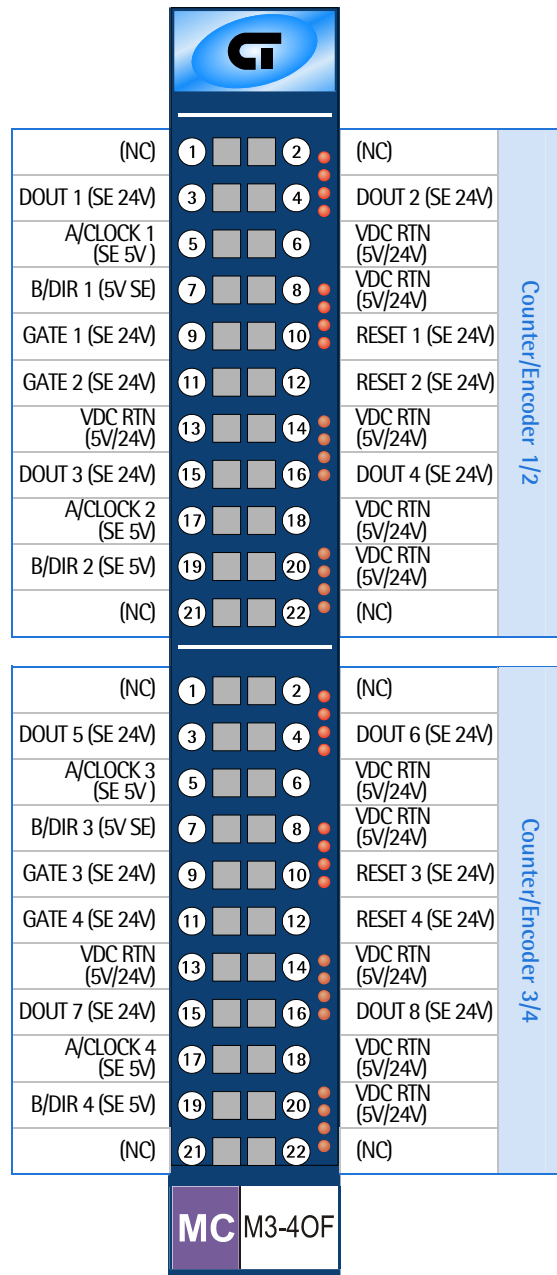 CT
(NC) 1 2 (NC)
DOUT 1 (SE 24V) 3 4 DOUT 2 (SE 24V)
A/CLOCK 1
(SE 5V ) 5 6 VDC RTN
(5V/24V)
B/DIR 1 (5V SE) 7 8 VDC RTN
(5V/24V)
GATE 1 (SE 24V) 9 10 RESET 1 (SE 24V)
GATE 2 (SE 24V) 11 12 RESET 2 (SE 24V)
VDC RTN
(5V/24V) 13 14 VDC RTN
(5V/24V)
DOUT 3 (SE 24V) 15 16 DOUT 4 (SE 24V)
A/CLOCK 2
(SE 5V) 17 18 VDC RTN
(5V/24V)
B/DIR 2 (SE 5V) 19 20 VDC RTN
(5V/24V)
(NC) 21 22 (NC)
Counter/Encoder 1/2
(NC) 1 2 (NC)
DOUT 5 (SE 24V) 3 4 DOUT 6 (SE 24V)
A/CLOCK 3
(SE 5V ) 5 6 VDC RTN
(5V/24V)
B/DIR 3 (5V SE) 7 8 VDC RTN
(5V/24V)
GATE 3 (SE 24V) 9 10 RESET 3 (SE 24V)
GATE 4 (SE 24V) 11 12 RESET 4 (SE 24V)
VDC RTN
(5V/24V) 13 14 VDC RTN
(5V/24V)
DOUT 7 (SE 24V) 15 16 DOUT 8 (SE 24V)
A/CLOCK 4
(SE 5V) 17 18 VDC RTN
(5V/24V)
B/DIR 4 (SE 5V) 19 20 VDC RTN
(5V/24V)
(NC) 21 22 (NC)
Counter/Encoder 3/4
MC M3-4OF